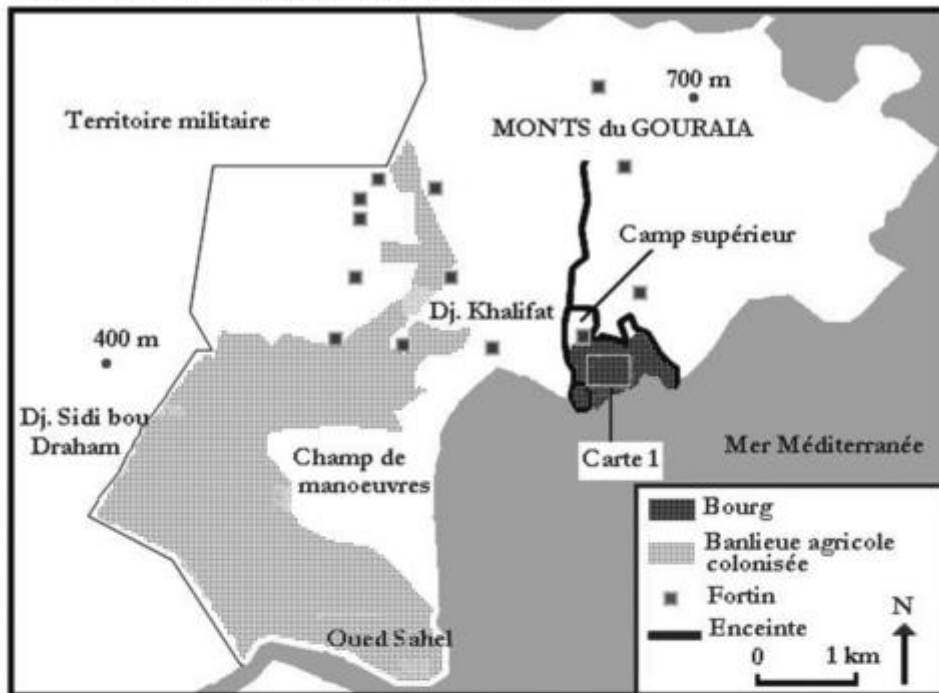 700 m
Territoire militaire
MONTS du GOURAIA
Camp supérieur
Dj. Khalifat
400 m
Dj. Sidi bou
Draham
Champ de
manoeuvres
Carte 1
Mer Méditerranée
Oued Sahel
Bourg
Banlieue agricole
colonisée
Fortin
Enceinte
N
0 1 km